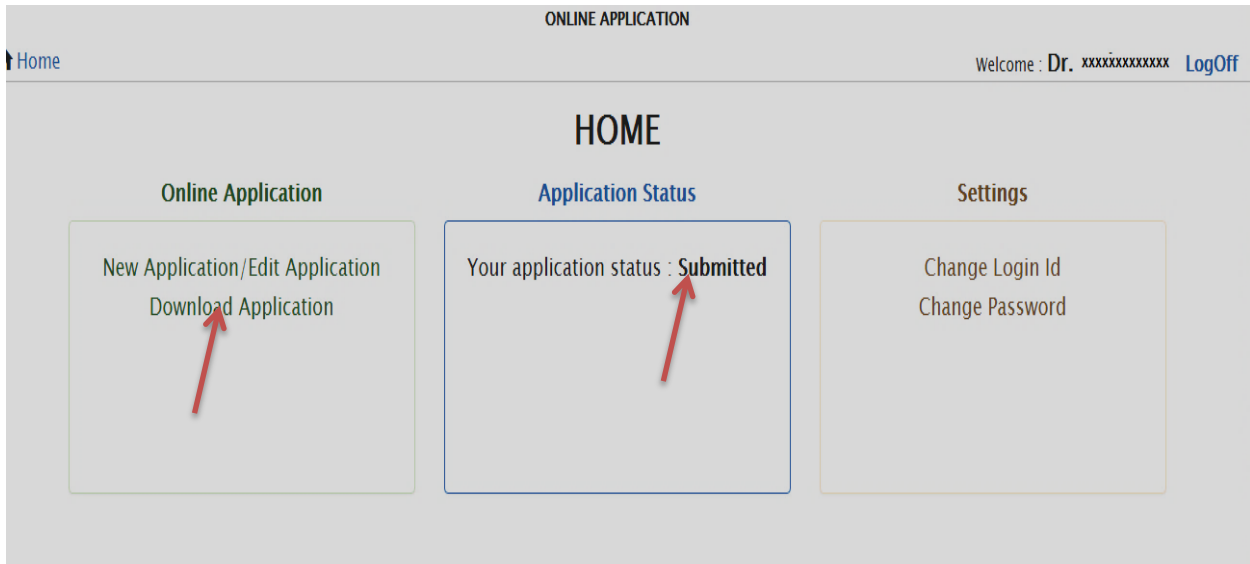 ONLINE APPLICATION
Home
Welcome : Dr. xxxxxxxxxxxxx LogOff
HOME
Online Application
New Application/Edit Application
Download Application
Application Status
Your application status : Submitted
Settings
Change Login Id
Change Password